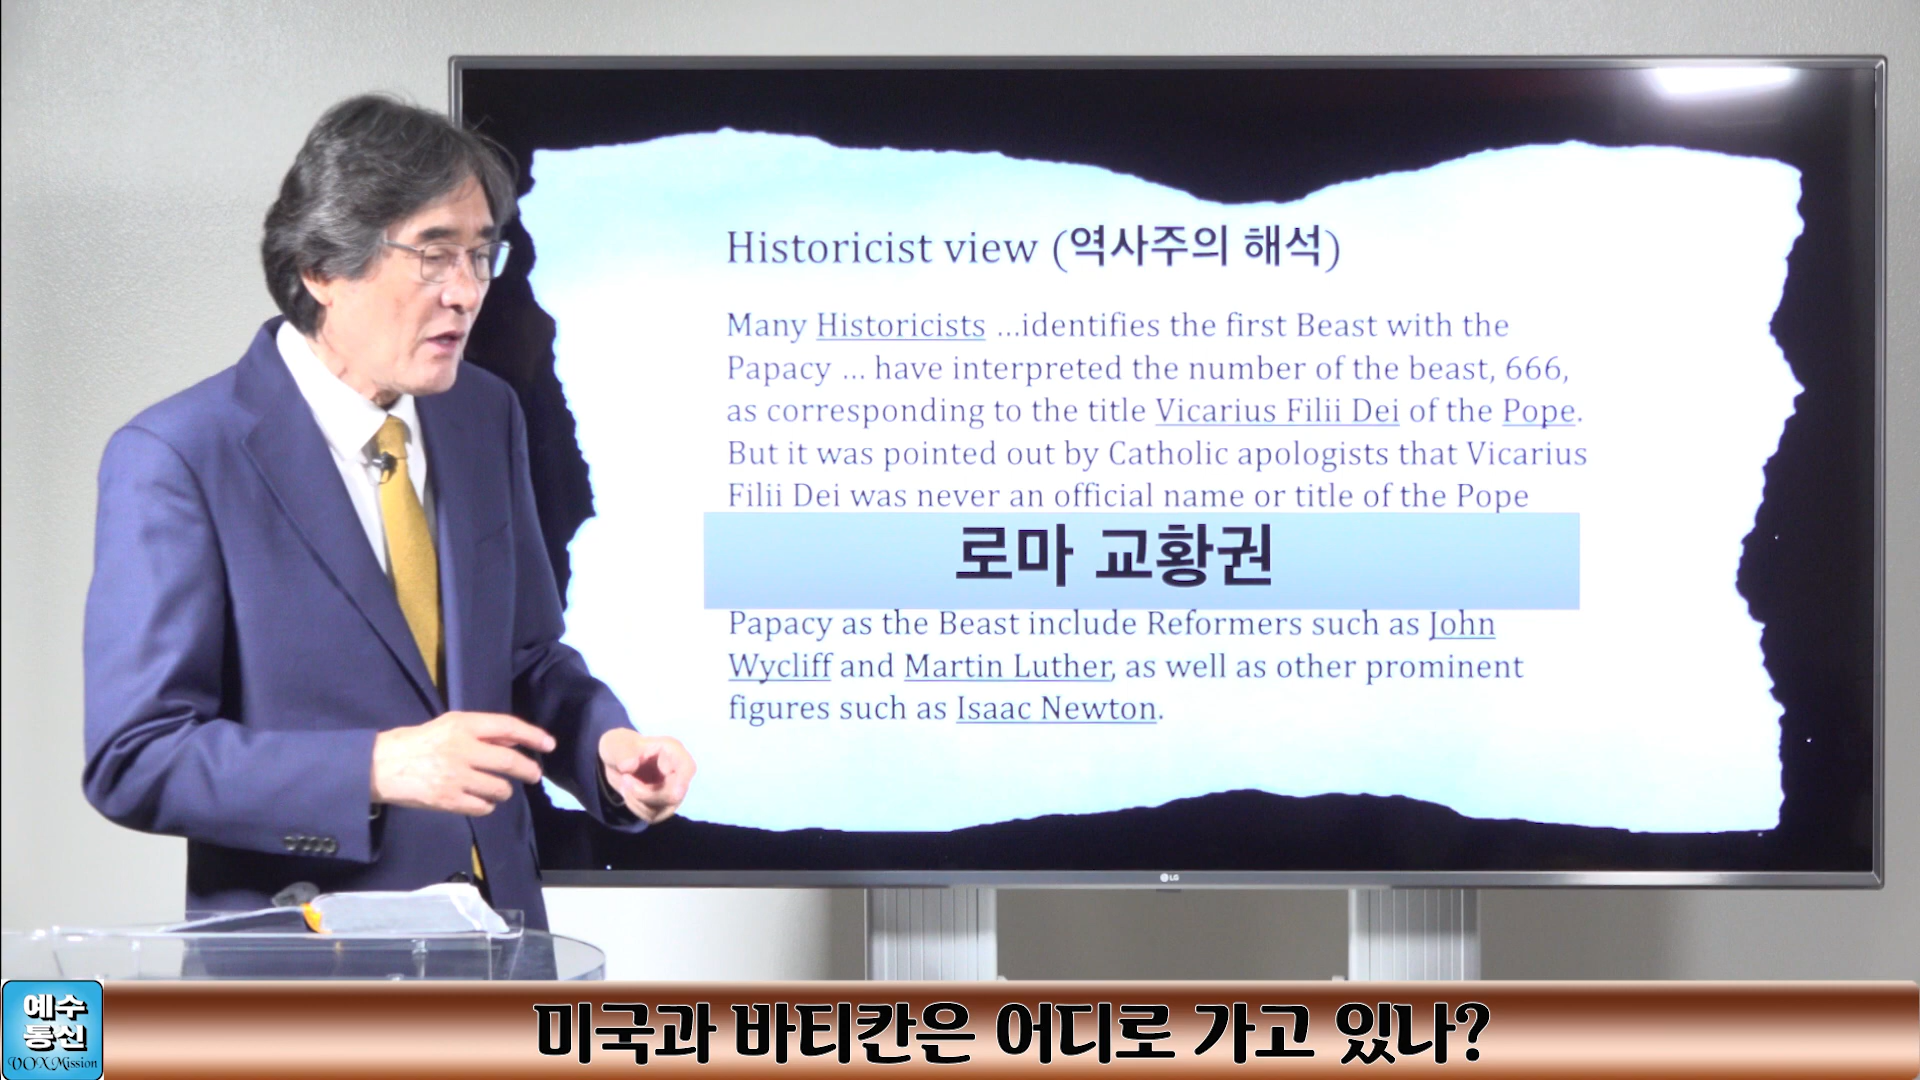 Historicist view (역사주의 해석)
Many Historicists ...identifies the first Beast with the
Papacy ... have interpreted the number of the beast, 666,
as corresponding to the title Vicarius Filii Dei of the Pope.
But it was pointed out by Catholic apologists that Vicarius
Filii Dei was never an official name or title of the Pope
로마 교황권
Papacy as the Beast include Reformers such as John
Wycliff and Martin Luther, as well as other prominent
figures such as Isaac Newton.
LG
예수
통신
VOX Mission
미국과 바티칸은 어디로 가고 있나?